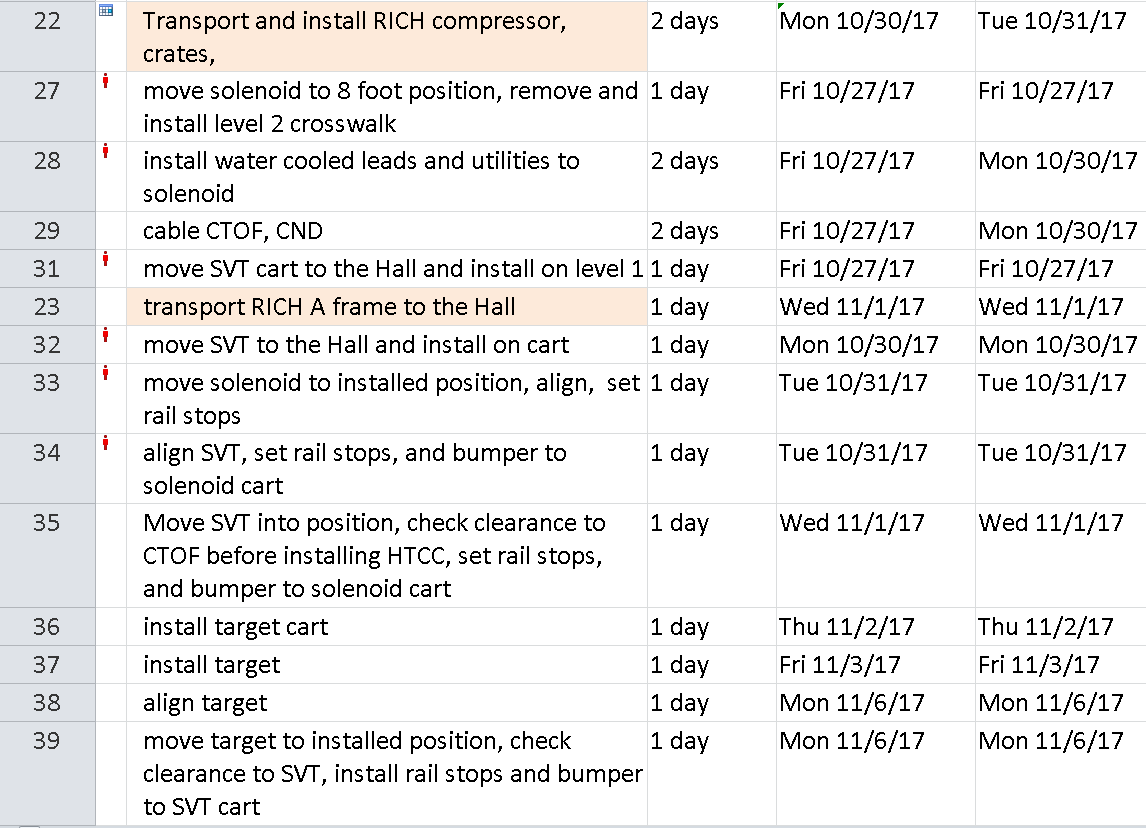 22 Transport and install RICH compressor, 2 days Mon 10/30/17 Tue 10/31/17
crates,
27 move solenoid to 8 foot position, remove and 1 day Fri 10/27/17 Fri 10/27/17
install level 2 crosswalk
28 install water cooled leads and utilities to 2 days Fri 10/27/17 Mon 10/30/17
solenoid
29 cable CTOF, CND 2 days Fri 10/27/17 Mon 10/30/17
31 move SVT cart to the Hall and install on level 1 1 day Fri 10/27/17 Fri 10/27/17
23 transport RICH A frame to the Hall 1 day Wed 11/1/17 Wed 11/1/17
32 move SVT to the Hall and install on cart 1 day Mon 10/30/17 Mon 10/30/17
33 move solenoid to installed position, align, set 1 day Tue 10/31/17 Tue 10/31/17
rail stops
34 align SVT, set rail stops, and bumper to 1 day Tue 10/31/17 Tue 10/31/17
solenoid cart
35 Move SVT into position, check clearance to 1 day Wed 11/1/17 Wed 11/1/17
CTOF before installing HTCC, set rail stops,
and bumper to solenoid cart
36 install target cart 1 day Thu 11/2/17 Thu 11/2/17
37 install target 1 day Fri 11/3/17 Fri 11/3/17
38 align target 1 day Mon 11/6/17 Mon 11/6/17
39 move target to installed position, check 1 day Mon 11/6/17 Mon 11/6/17
clearance to SVT, install rail stops and bumper
to SVT cart